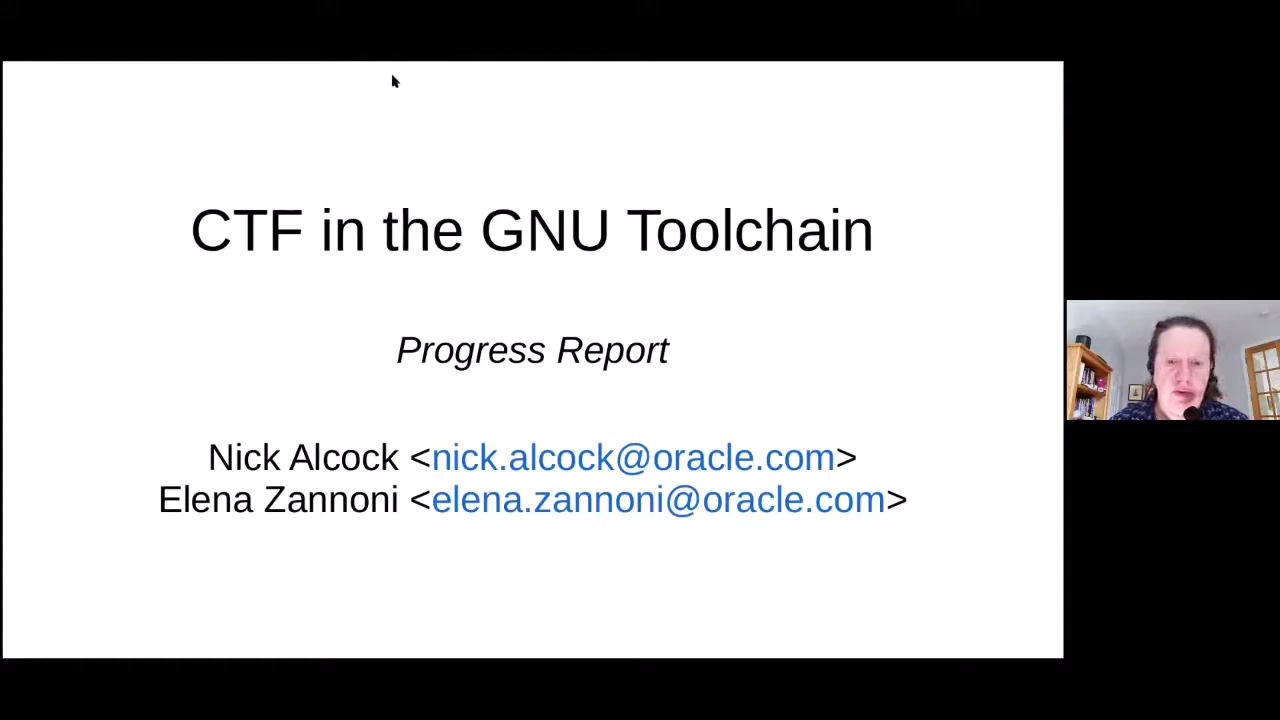 CTF in the GNU Toolchain
Progress Report
Nick Alcock <nick.alcock@oracle.com>
Elena Zannoni <elena.zannoni@oracle.com>